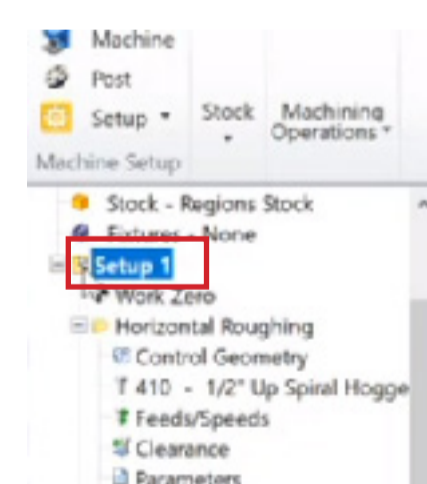 Machine
Post
Setup
Stock
Machining
Operations
Machine Setup
Stock - Regions Stock
Fixtures - None
Setup 1
Work Zero
Horizontal Roughing
Control Geometry
T 410 - 1/2" Up Spiral Hogge
Feeds/Speeds
Clearance
Parameters